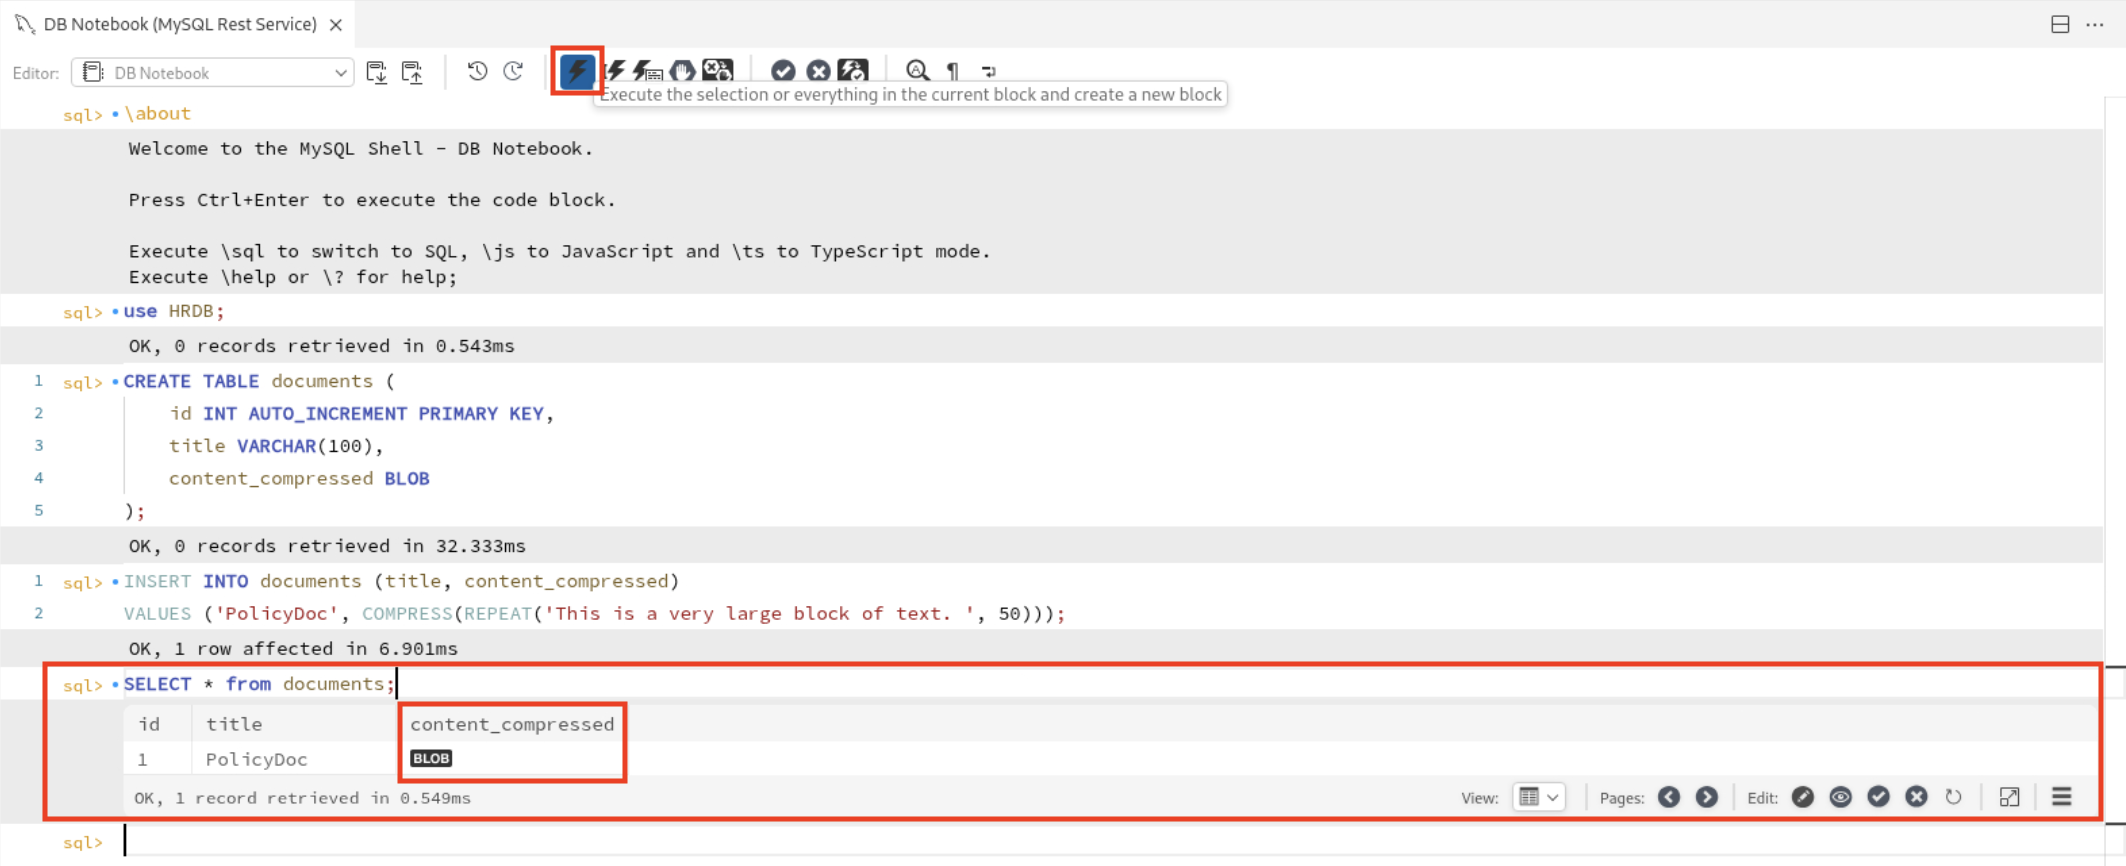 DB Notebook (MySQL Rest Service)
Editor: DB Notebook
Execute the selection or everything in the current block and create a new block
sql> \about
Welcome to the MySQL Shell - DB Notebook.
Press Ctrl+Enter to execute the code block.
Execute \sql to switch to SQL, \js to JavaScript and \ts to TypeScript mode.
Execute \help or \? for help;
sql> use HRDB;
OK, 0 records retrieved in 0.543ms
1 sql> CREATE TABLE documents (
2 id INT AUTO_INCREMENT PRIMARY KEY,
3 title VARCHAR(100),
4 content_compressed BLOB
5 );
OK, 0 records retrieved in 32.333ms
1 sql> INSERT INTO documents (title, content_compressed)
2 VALUES ('PolicyDoc', COMPRESS(REPEAT('This is a very large block of text. ', 50)));
OK, 1 row affected in 6.901ms
sql> SELECT * from documents;
id title content_compressed
1 PolicyDoc BLOB
OK, 1 record retrieved in 0.549ms View: Pages: Edit:
sql>